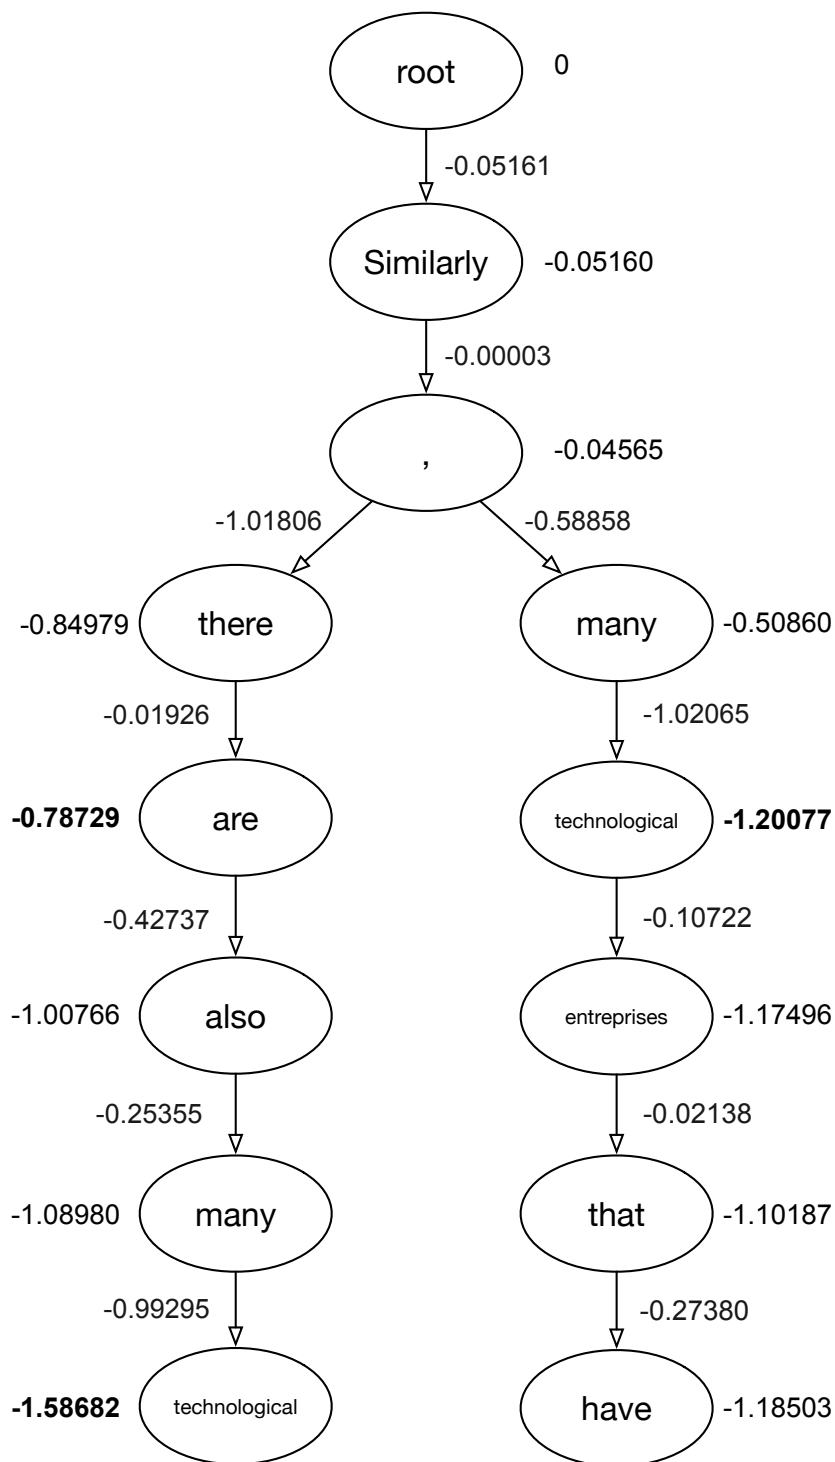 root 0
-0.05161
Similarly -0.05160
-0.00003
, -0.04565
-1.01806 -0.58858
-0.84979 there many -0.50860
-0.01926 -1.02065
-0.78729 are technological -1.20077
-0.42737 -0.10722
-1.00766 also entreprises -1.17496
-0.25355 -0.02138
-1.08980 many that -1.10187
-0.99295 -0.27380
-1.58682 technological have -1.18503